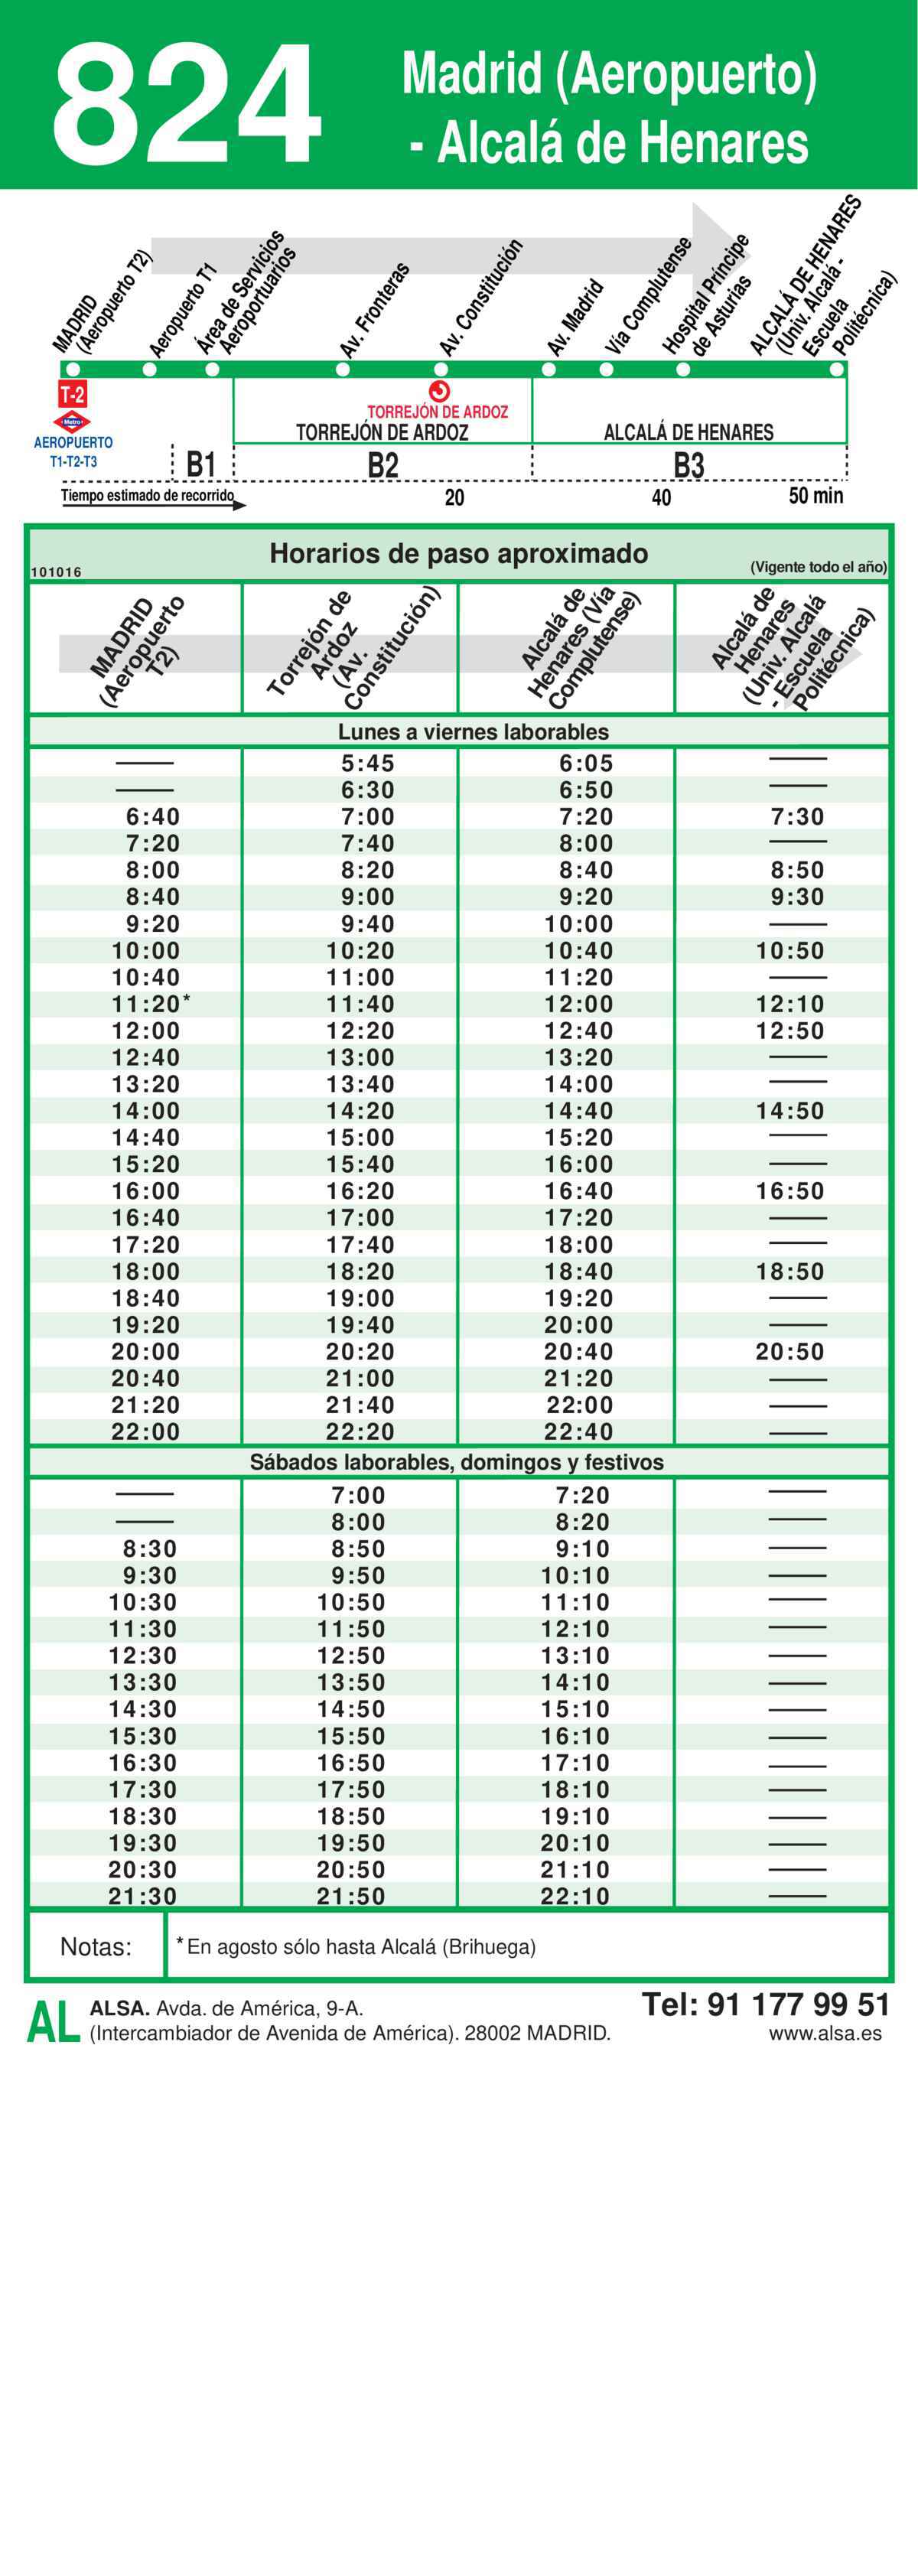 824
Madrid (Aeropuerto)
- Alcalá de Henares
MADRID
(Aeropuerto T2)
Aeropuerto T1
Área de Servicios
Aeroportuarios
Av. Fronteras
Av. Constitución
Av. Madrid
Vía Complutense
Hospital Príncipe
de Asturias
ALCALÁ DE HENARES
(Univ. Alcalá -
Escuela
Politécnica)
T-2
Metro
AEROPUERTO
T1-T2-T3
TORREJÓN DE ARDOZ
TORREJÓN DE ARDOZ
ALCALÁ DE HENARES
B1
B2
B3
Tiempo estimado de recorrido
20
40
50 min
Horarios de paso aproximado
101016
(Vigente todo el año)
MADRID
(Aeropuerto
T2)
Torrejón de
Ardoz
(Av.
Constitución)
Alcalá de
Henares (Vía
Complutense)
Alcalá de
Henares
(Univ. Alcalá
- Escuela
Politécnica)
Lunes a viernes laborables
—— 5:45 6:05 ——
—— 6:30 6:50 ——
6:40 7:00 7:20 7:30
7:20 7:40 8:00 ——
8:00 8:20 8:40 8:50
8:40 9:00 9:20 9:30
9:20 9:40 10:00 ——
10:00 10:20 10:40 10:50
10:40 11:00 11:20 ——
11:20* 11:40 12:00 12:10
12:00 12:20 12:40 12:50
12:40 13:00 13:20 ——
13:20 13:40 14:00 ——
14:00 14:20 14:40 14:50
14:40 15:00 15:20 ——
15:20 15:40 16:00 ——
16:00 16:20 16:40 16:50
16:40 17:00 17:20 ——
17:20 17:40 18:00 ——
18:00 18:20 18:40 18:50
18:40 19:00 19:20 ——
19:20 19:40 20:00 ——
20:00 20:20 20:40 20:50
20:40 21:00 21:20 ——
21:20 21:40 22:00 ——
22:00 22:20 22:40 ——
Sábados laborables, domingos y festivos
—— 7:00 7:20 ——
—— 8:00 8:20 ——
8:30 8:50 9:10 ——
9:30 9:50 10:10 ——
10:30 10:50 11:10 ——
11:30 11:50 12:10 ——
12:30 12:50 13:10 ——
13:30 13:50 14:10 ——
14:30 14:50 15:10 ——
15:30 15:50 16:10 ——
16:30 16:50 17:10 ——
17:30 17:50 18:10 ——
18:30 18:50 19:10 ——
19:30 19:50 20:10 ——
20:30 20:50 21:10 ——
21:30 21:50 22:10 ——
Notas:
* En agosto sólo hasta Alcalá (Brihuega)
AL
ALSA. Avda. de América, 9-A.
(Intercambiador de Avenida de América). 28002 MADRID.
Tel: 91 177 99 51
www.alsa.es